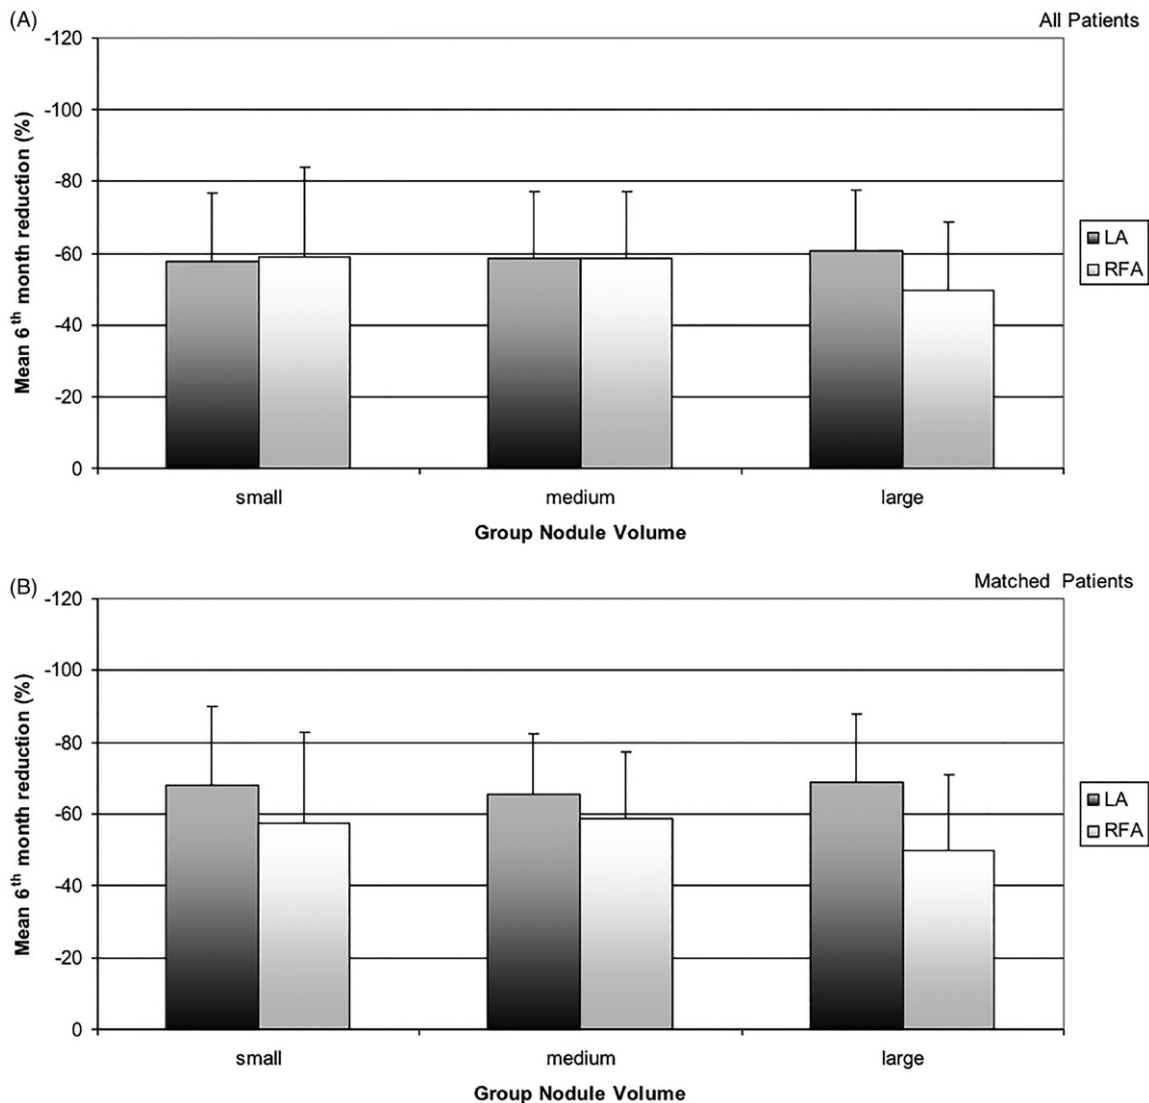 (A)
All Patients
-120
-100
-80
-60
-40
-20
0
Mean 6th month reduction (%)
small medium large
Group Nodule Volume
LA
RFA
(B)
Matched Patients
-120
-100
-80
-60
-40
-20
0
Mean 6th month reduction (%)
small medium large
Group Nodule Volume
LA
RFA